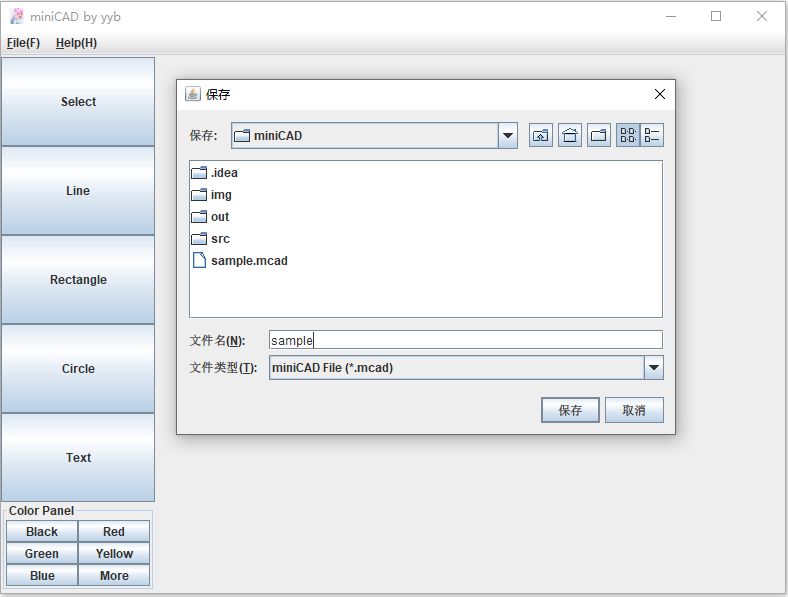 miniCAD by yyb
File(F) Help(H)
Select
Line
Rectangle
Circle
Text
Color Panel
Black Red
Green Yellow
Blue More
保存
保存: miniCAD
.idea
img
out
src
sample.mcad
文件名(N): sample
文件类型(T): miniCAD File (*.mcad)
保存 取消